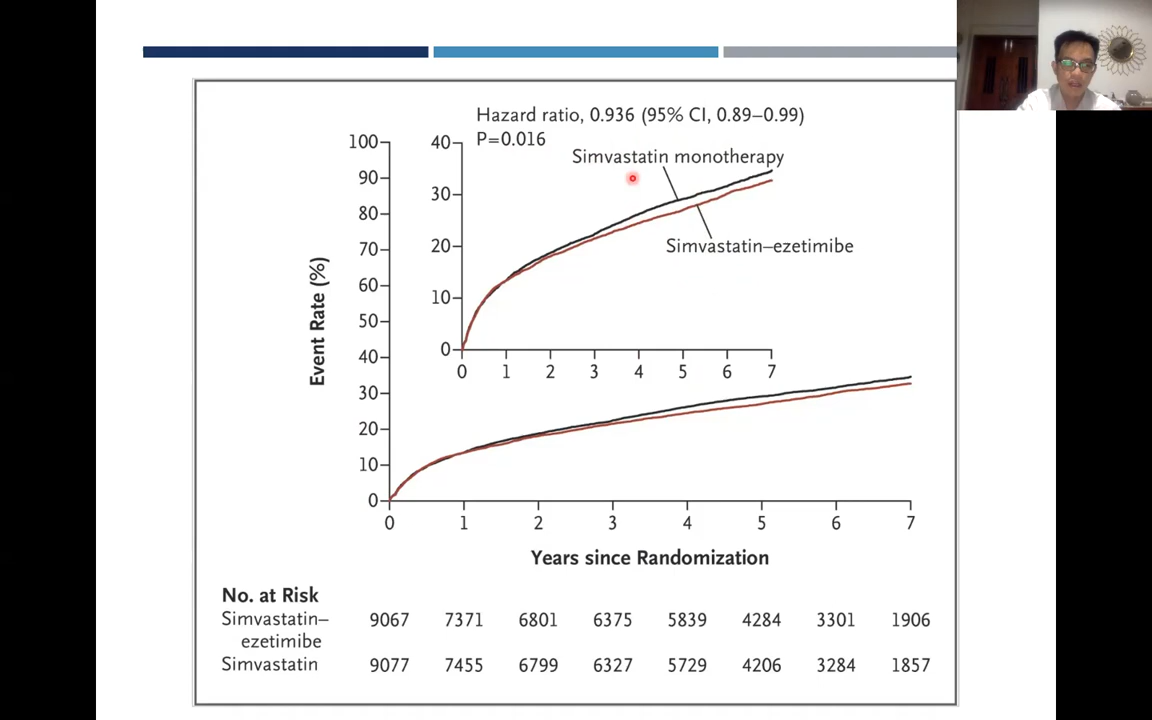 Hazard ratio, 0.936 (95% CI, 0.89–0.99)
P=0.016
Simvastatin monotherapy
Simvastatin–ezetimibe
40
30
20
10
0
0 1 2 3 4 5 6 7
Event Rate (%)
100
90
80
70
60
50
40
30
20
10
0
0 1 2 3 4 5 6 7
Years since Randomization
No. at Risk
Simvastatin–
ezetimibe 9067 7371 6801 6375 5839 4284 3301 1906
Simvastatin 9077 7455 6799 6327 5729 4206 3284 1857